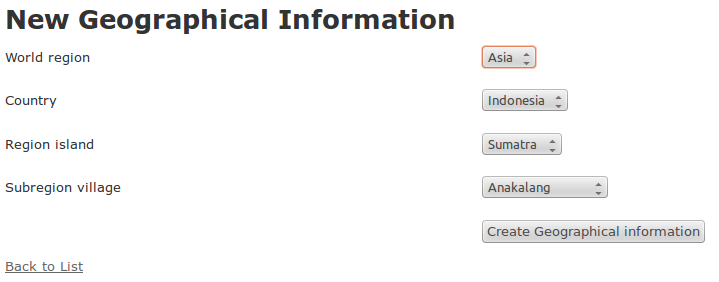 New Geographical Information
World region Asia
Country Indonesia
Region island Sumatra
Subregion village Anakalang
Create Geographical information
Back to List